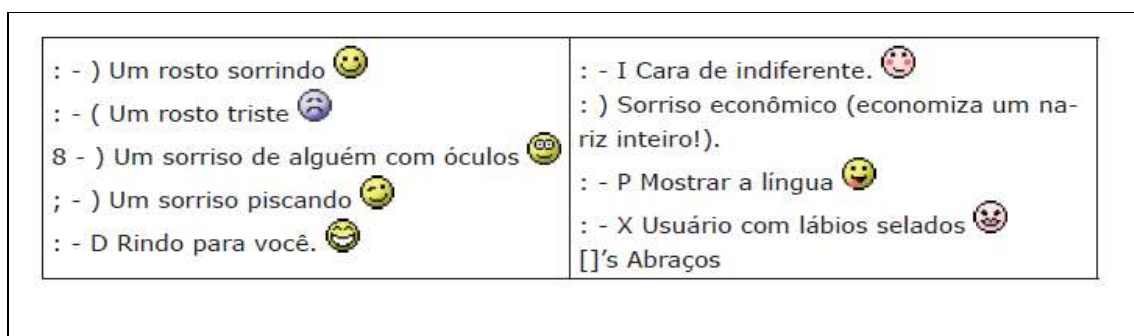 : - ) Um rosto sorrindo
: - ( Um rosto triste
8 - ) Um sorriso de alguém com óculos
; - ) Um sorriso piscando
: - D Rindo para você.
: - I Cara de indiferente.
: ) Sorriso econômico (economiza um na-
riz inteiro!).
: - P Mostrar a língua
: - X Usuário com lábios selados
[]’s Abraços